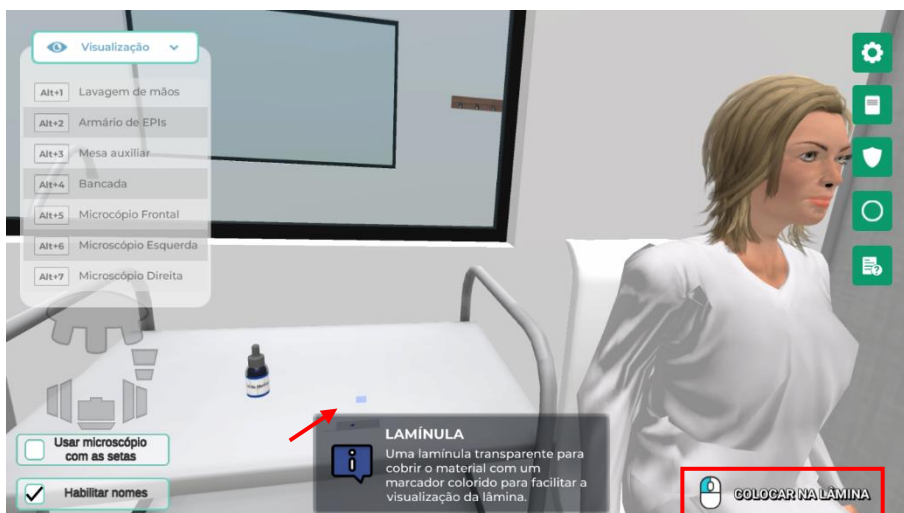 Visualização
Alt+1 Lavagem de mãos
Alt+2 Armário de EPIs
Alt+3 Mesa auxiliar
Alt+4 Bancada
Alt+5 Microcópio Frontal
Alt+6 Microscópio Esquerda
Alt+7 Microscópio Direita
Usar microscópio
com as setas
Habilitar nomes
LAMÍNULA
Uma lamínula transparente para
cobrir o material com um
marcador colorido para facilitar a
visualização da lâmina.
COLOCAR NA LÂMINA